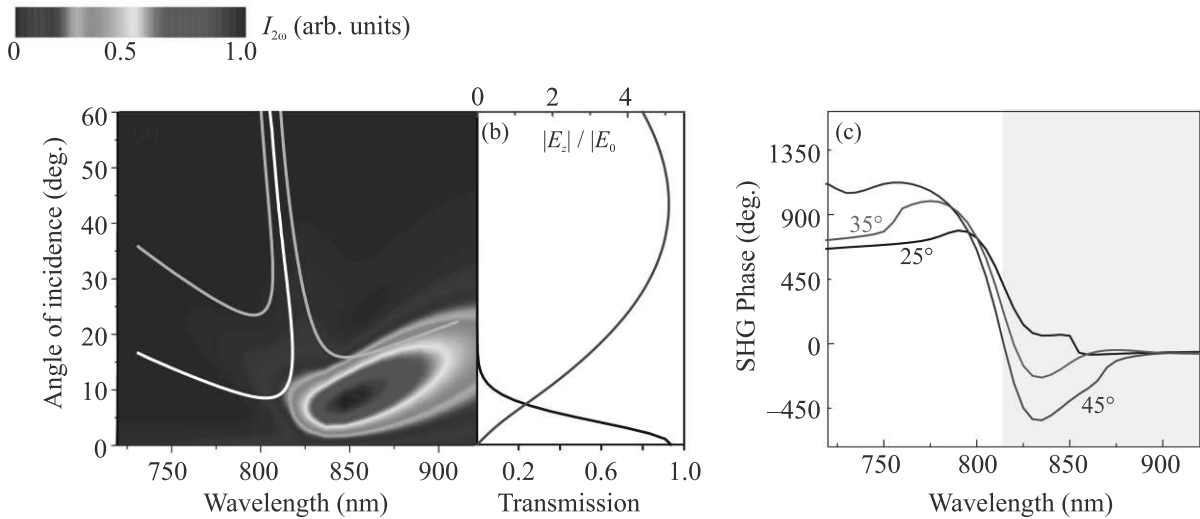 I2ω (arb. units)
0 0.5 1.0
0 2 4
60 (a) (b) |Ez| / |E0 (c)
50
40
30
20
10
0
Angle of incidence (deg.)
750 800 850 900
Wavelength (nm)
0.2 0.6 1.0
Transmission
1350
900
450
0
–450
SHG Phase (deg.)
35°
25°
45°
750 800 850 900
Wavelength (nm)